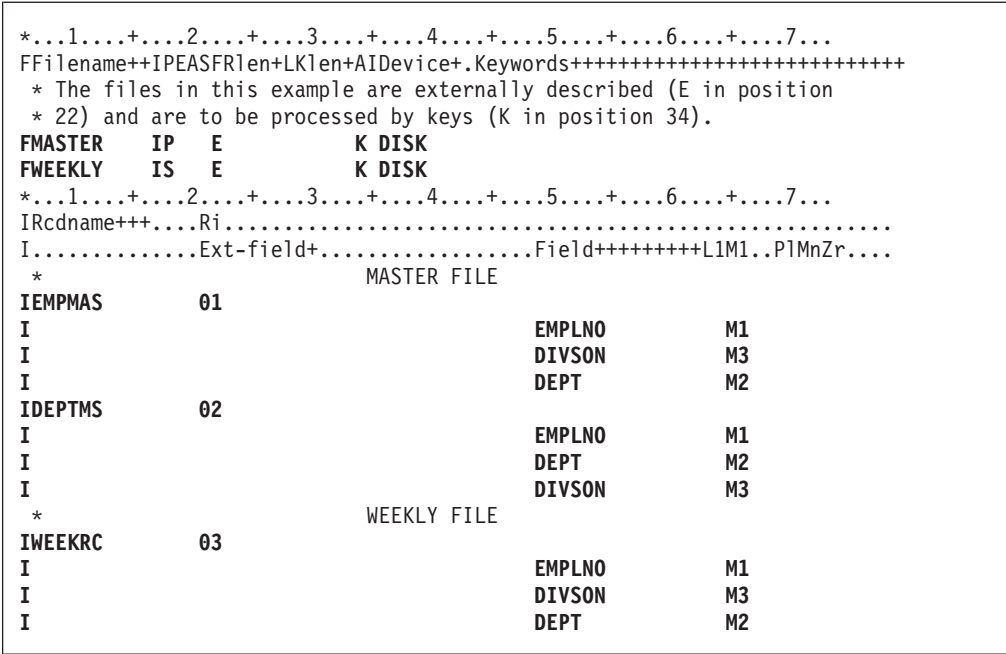 *...1....+....2....+....3....+....4....+....5....+....6....+....7...
FFilename++IPEASFRlen+LKlen+AIDevice+.Keywords++++++++++++++++++++++++++++
 * The files in this example are externally described (E in position
 * 22) and are to be processed by keys (K in position 34).
FMASTER    IP   E           K DISK
FWEEKLY    IS   E           K DISK
*...1....+....2....+....3....+....4....+....5....+....6....+....7...
IRcdname+++....Ri........................................................
I..............Ext-field+..................Field+++++++++L1M1..PlMnZr....
 *                           MASTER FILE
IEMPMAS        01
I                                          EMPLNO          M1
I                                          DIVSON          M3
I                                          DEPT            M2
IDEPTMS        02
I                                          EMPLNO          M1
I                                          DEPT            M2
I                                          DIVSON          M3
 *                           WEEKLY FILE
IWEEKRC        03
I                                          EMPLNO          M1
I                                          DIVSON          M3
I                                          DEPT            M2